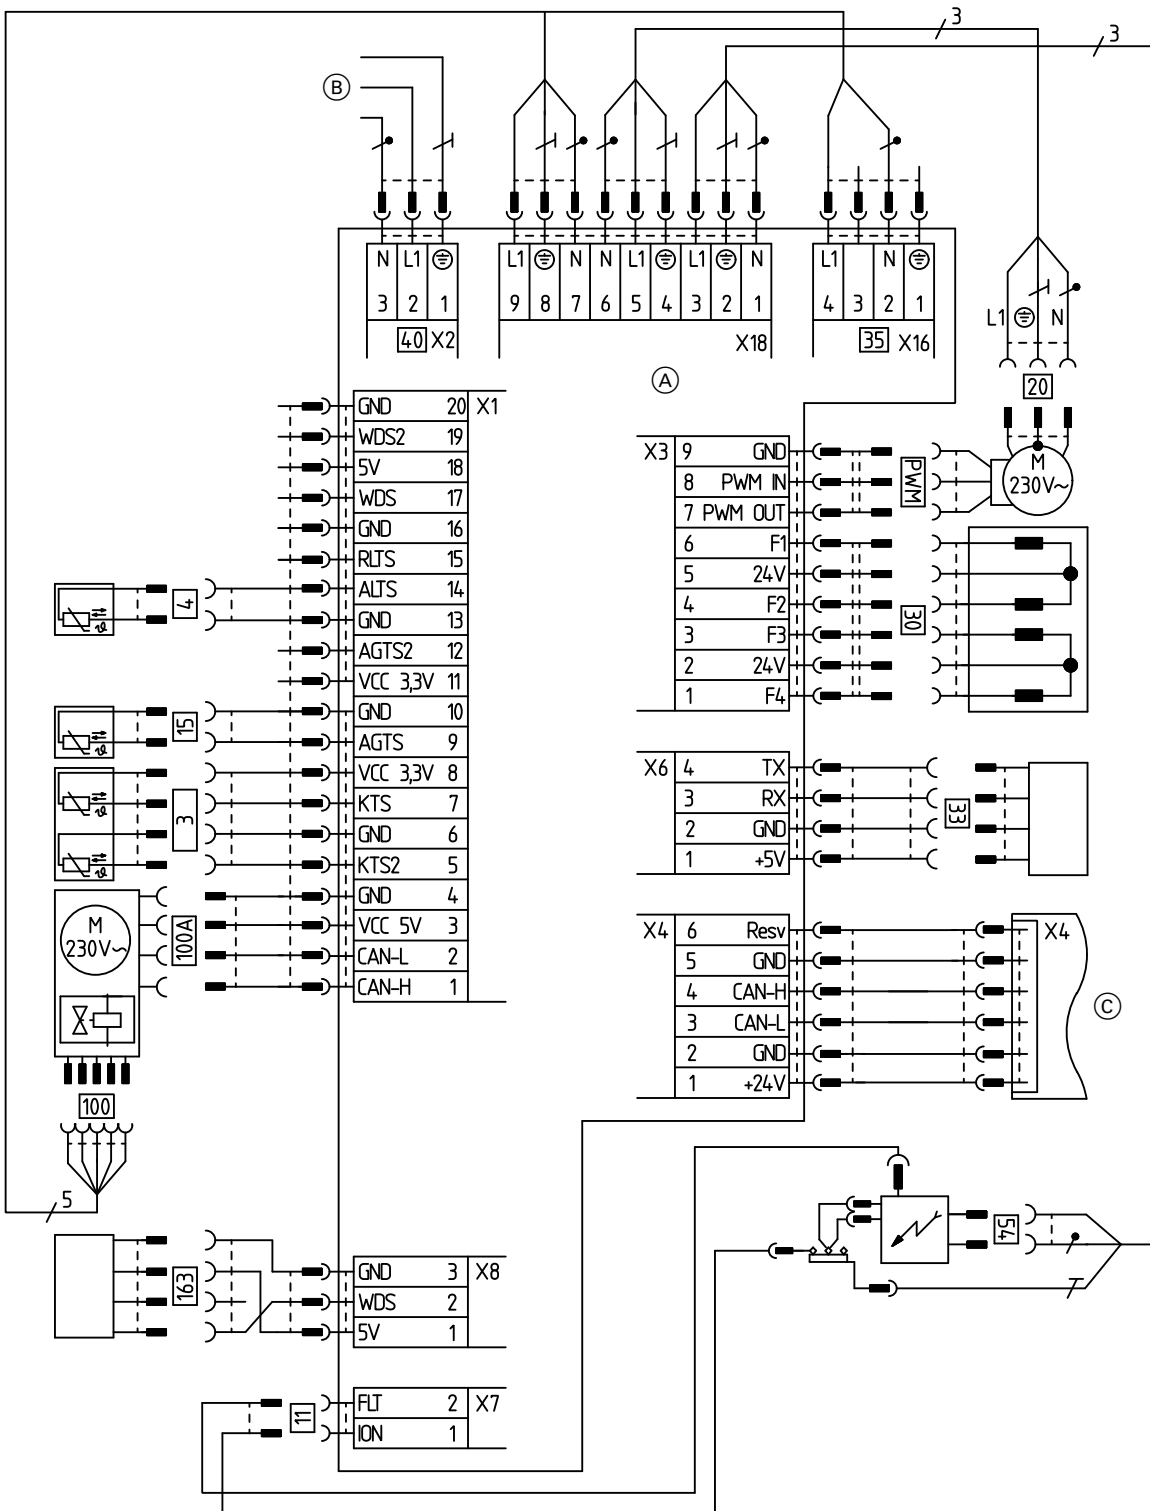 3
3
B
N L1 L1 N N L1 L1 N L1 N
3 2 1 9 8 7 6 5 4 3 2 1 4 3 2 1
40 X2 X18 35 X16
L1 N
A
20
GND 20 X1
WDS2 19
5V 18
WDS 17
GND 16
RLTS 15
ALTS 14
GND 13
AGTS2 12
VCC 3,3V 11
GND 10
AGTS 9
VCC 3,3V 8
KTS 7
GND 6
KTS2 5
GND 4
VCC 5V 3
CAN-L 2
CAN-H 1
4
ϑ
15
ϑ
3
ϑ
ϑ
M
230V~
100A
100
5
X3 9 GND
8 PWM IN
7 PWM OUT
6 F1
5 24V
4 F2
3 F3
2 24V
1 F4
PWM
M
230V~
30
X6 4 TX
3 RX
2 GND
1 +5V
33
X4 6 Resv
5 GND
4 CAN-H
3 CAN-L
2 GND
1 +24V
X4
C
54
163
GND 3 X8
WDS 2
5V 1
11
FLT 2 X7
ION 1